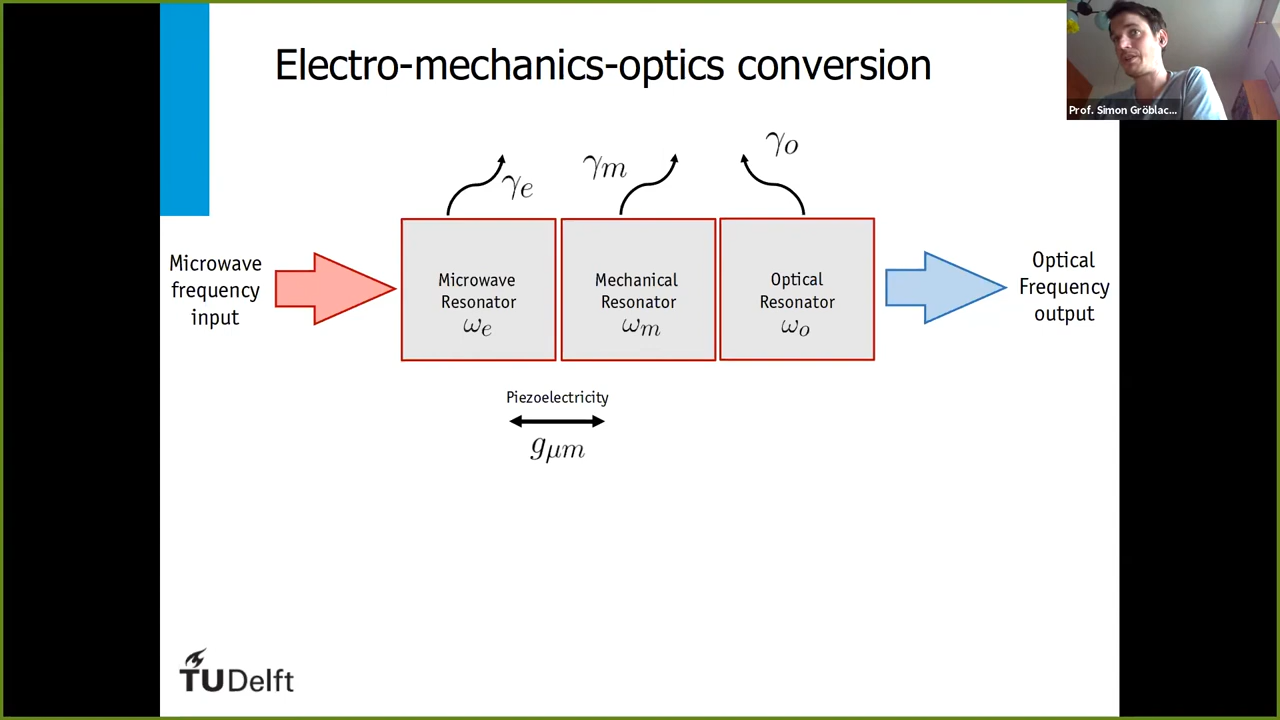 Electro-mechanics-optics conversion
Prof. Simon Gröblac...
γe
γm
γo
Microwave
frequency
input
Microwave
Resonator
ωe
Mechanical
Resonator
ωm
Optical
Resonator
ωo
Optical
Frequency
output
Piezoelectricity
gμm
TUDelft